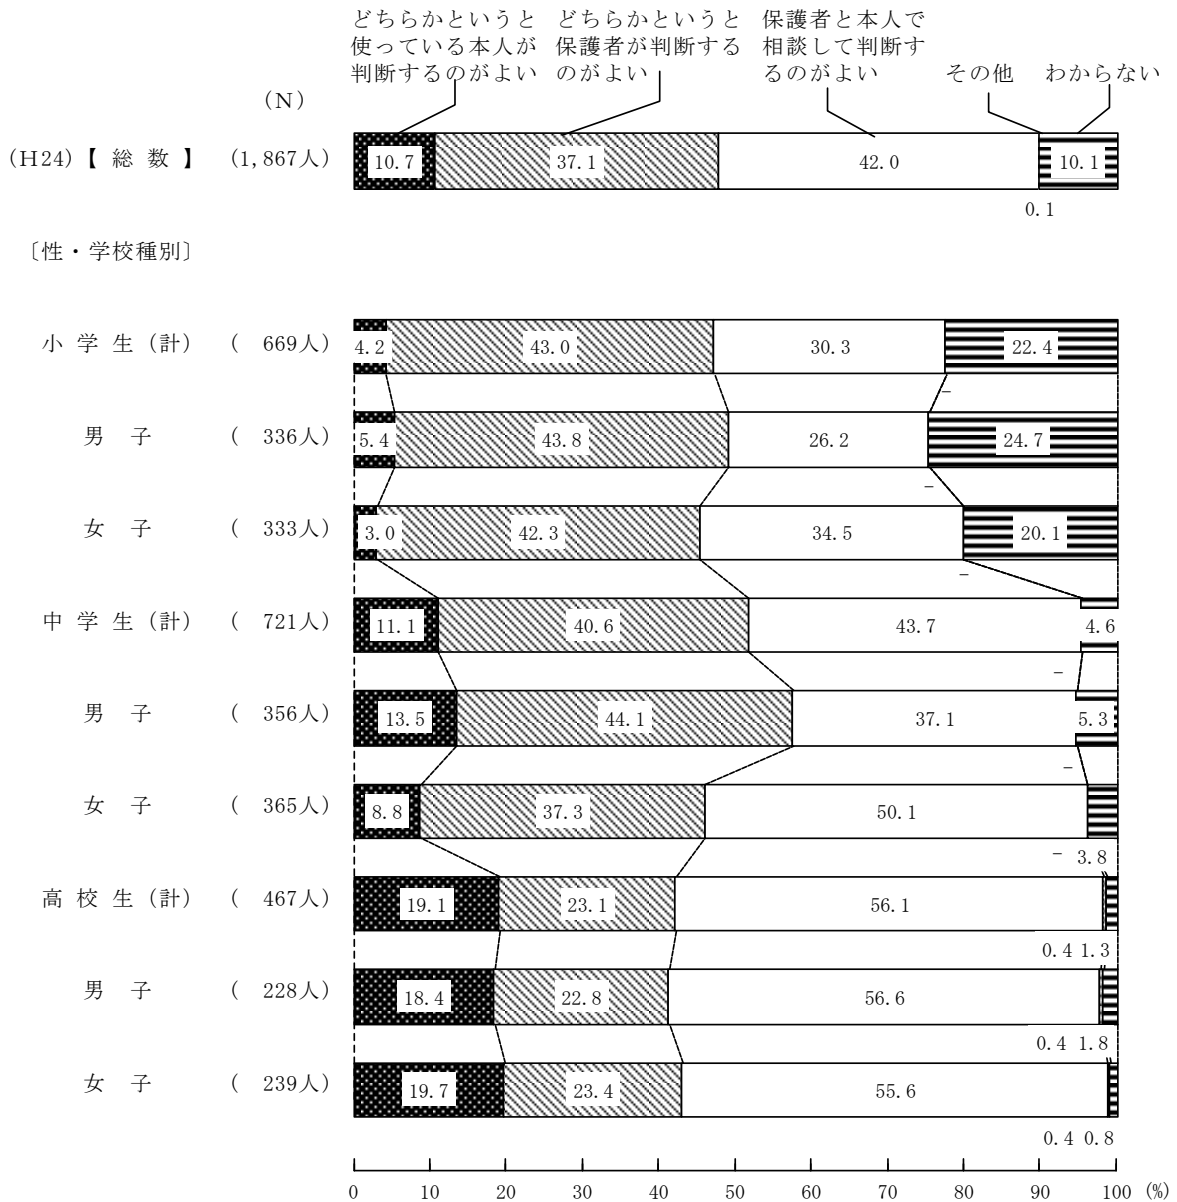 どちらかというと
使っている本人が
判断するのがよい
どちらかというと
保護者が判断する
のがよい
保護者と本人で
相談して判断す
るのがよい
その他
わからない
(N)
(H24)【 総 数 】 (1,867人) 10.7 37.1 42.0 10.1
0.1
〔性・学校種別〕
小 学 生(計) ( 669人) 4.2 43.0 30.3 22.4
-
男 子 ( 336人) 5.4 43.8 26.2 24.7
-
女 子 ( 333人) 3.0 42.3 34.5 20.1
-
中 学 生(計) ( 721人) 11.1 40.6 43.7 4.6
-
男 子 ( 356人) 13.5 44.1 37.1 5.3
-
女 子 ( 365人) 8.8 37.3 50.1
- 3.8
高 校 生(計) ( 467人) 19.1 23.1 56.1
0.4 1.3
男 子 ( 228人) 18.4 22.8 56.6
0.4 1.8
女 子 ( 239人) 19.7 23.4 55.6
0.4 0.8
0 10 20 30 40 50 60 70 80 90 100 (%)